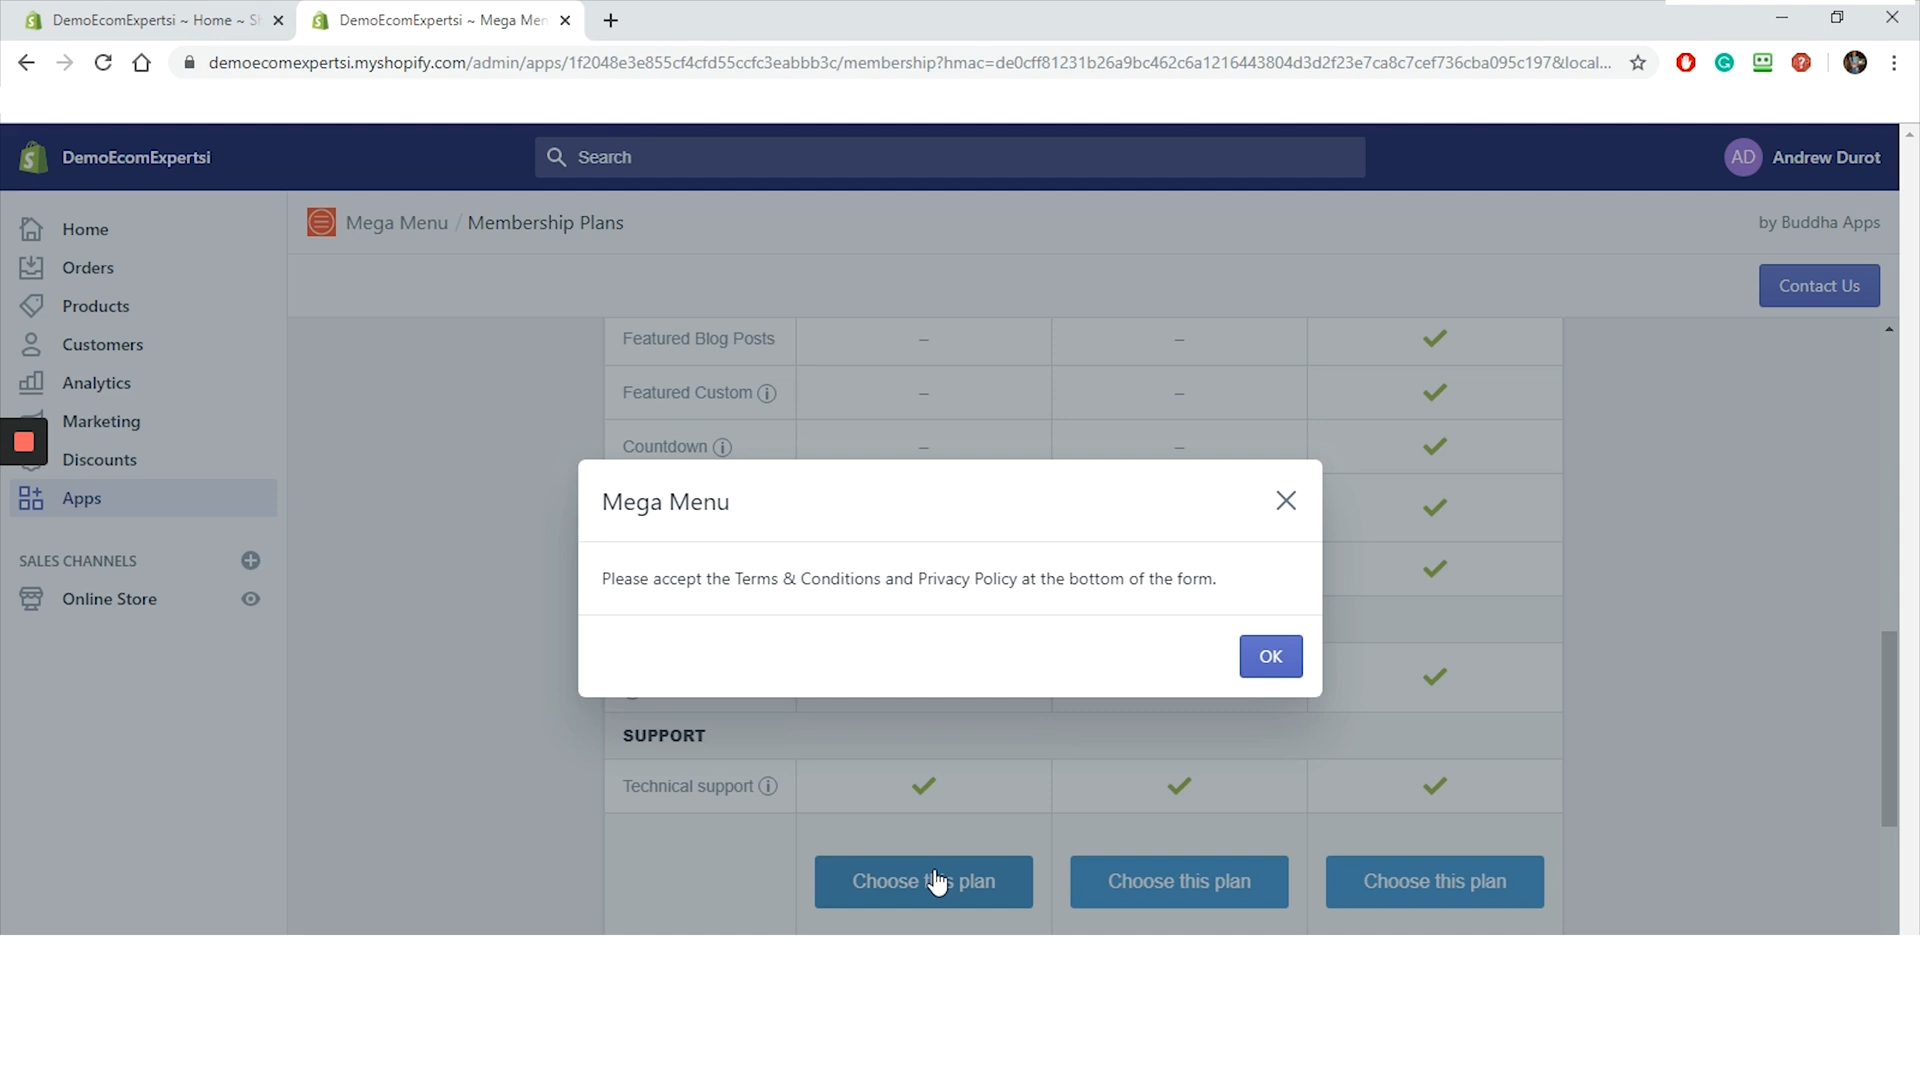 DemoEcomExpertsi ~ Home ~ S
DemoEcomExpertsi ~ Mega Men
demoecomexpertsi.myshopify.com/admin/apps/1f2048e3e855cf4cfd55ccfc3eabbb3c/membership?hmac=de0cff81231b26a9bc462c6a1216443804d3d2f23e7ca8c7cef736cba095c197&local...
DemoEcomExpertsi
Search
AD Andrew Durot
Mega Menu / Membership Plans
by Buddha Apps
Contact Us
Home
Orders
Products
Customers
Analytics
Marketing
Discounts
Apps
SALES CHANNELS
Online Store
Featured Blog Posts – –
Featured Custom – –
Countdown – –
Mega Menu
Please accept the Terms & Conditions and Privacy Policy at the bottom of the form.
OK
SUPPORT
Technical support
Choose this plan Choose this plan Choose this plan